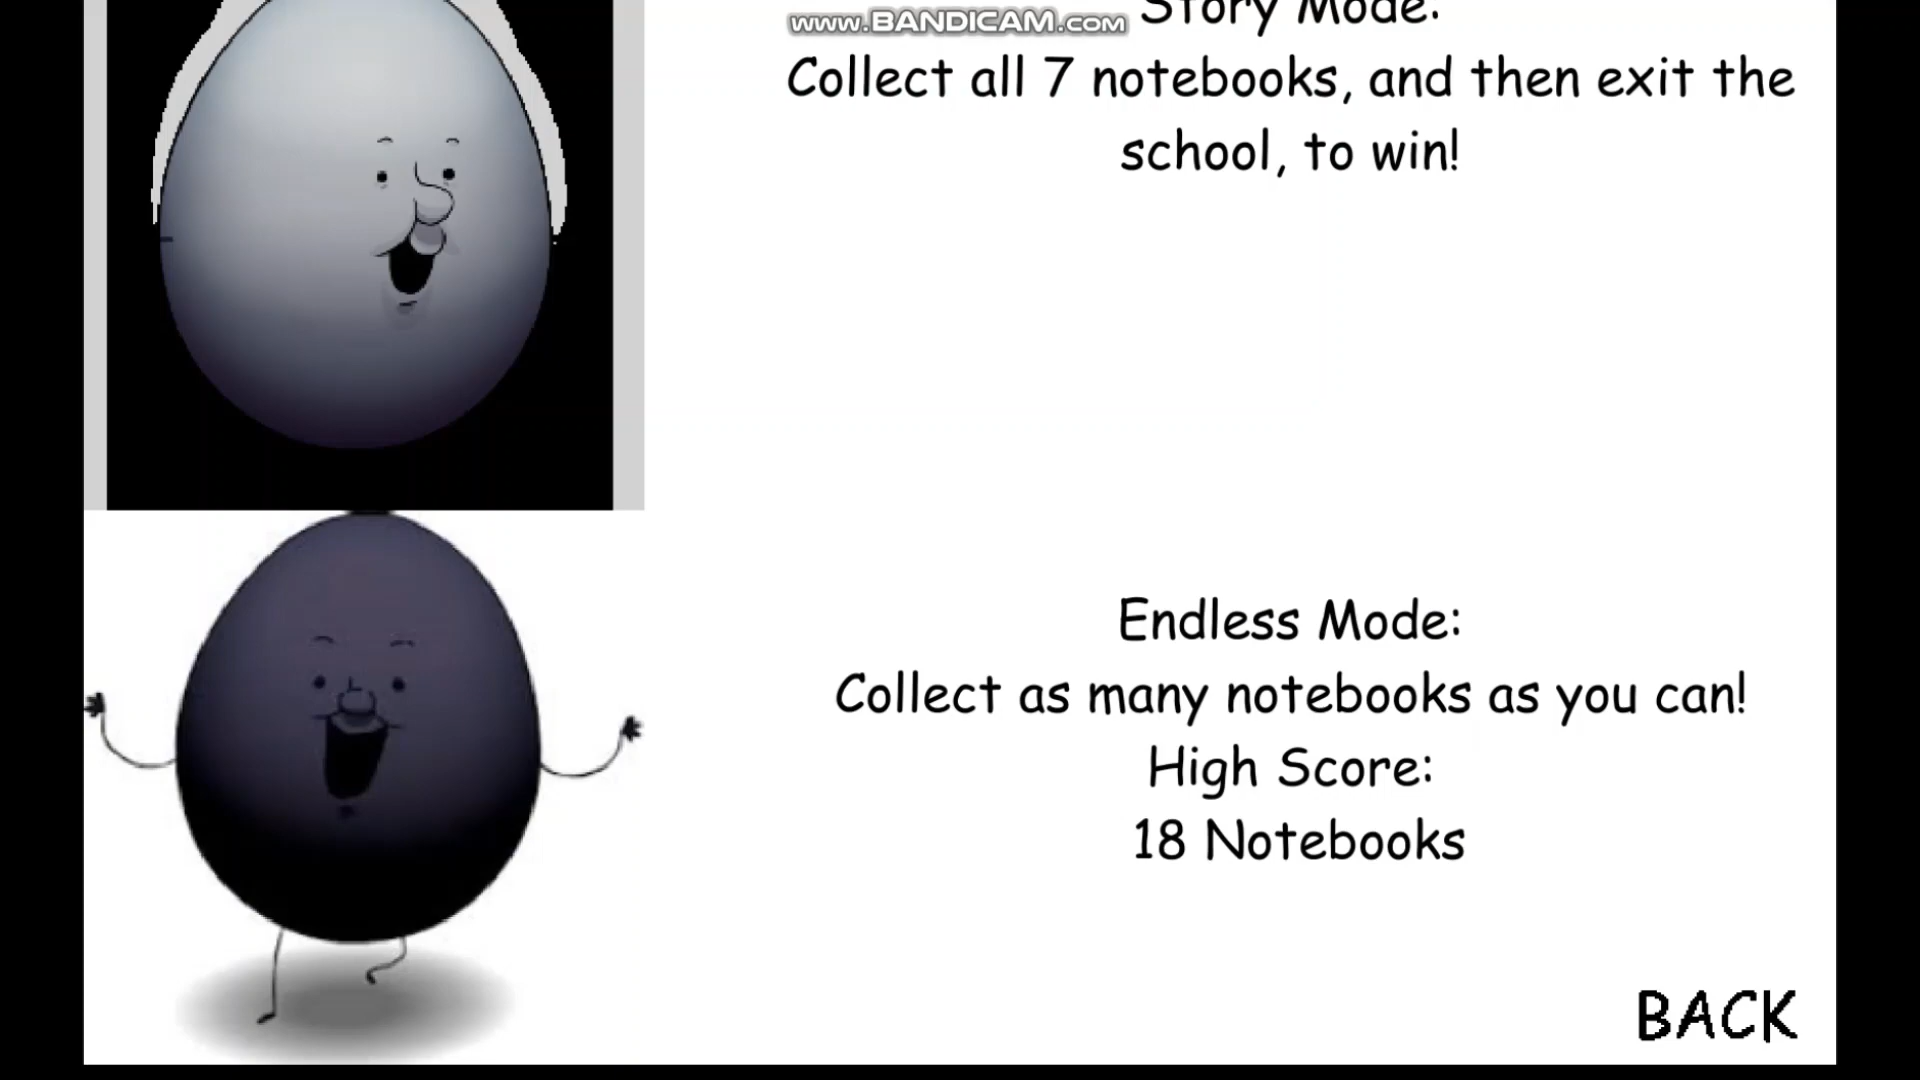 www.BANDICAM.com
Story Mode:
Collect all 7 notebooks, and then exit the
school, to win!
Endless Mode:
Collect as many notebooks as you can!
High Score:
18 Notebooks
BACK